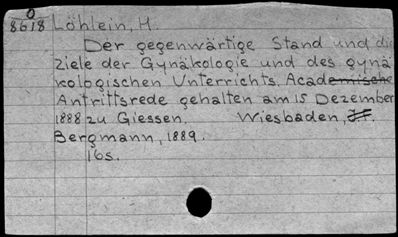 O
8618 Löhlein, H.
Der gegenwärtige Stand und die
ziele der Gynäkologie und des gynä
kologischen Unterrichts. Academische
Antrittsrede gehalten am 15 Dezember
1888 zu Giessen. Wiesbaden, J.F.
Bergmann, 1889.
16s.